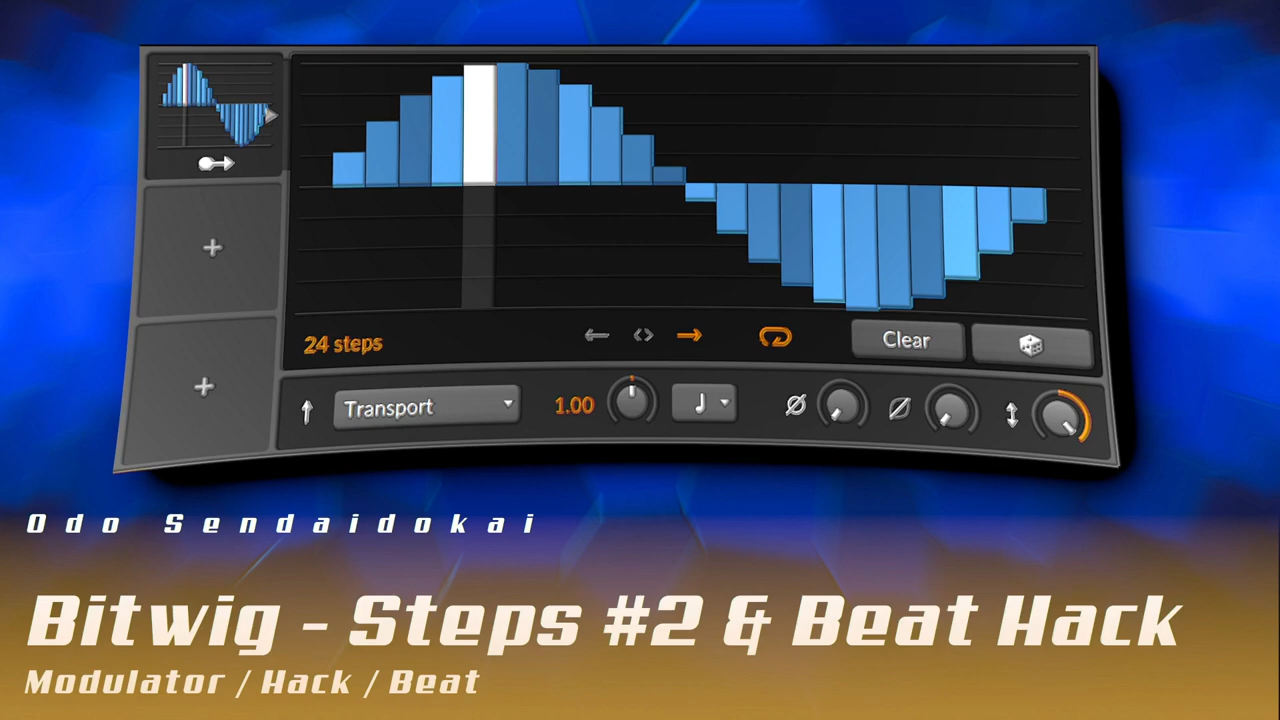 24 steps
Clear
Transport
1.00
Odo Sendaidokai
Bitwig - Steps #2 & Beat Hack
Modulator / Hack / Beat